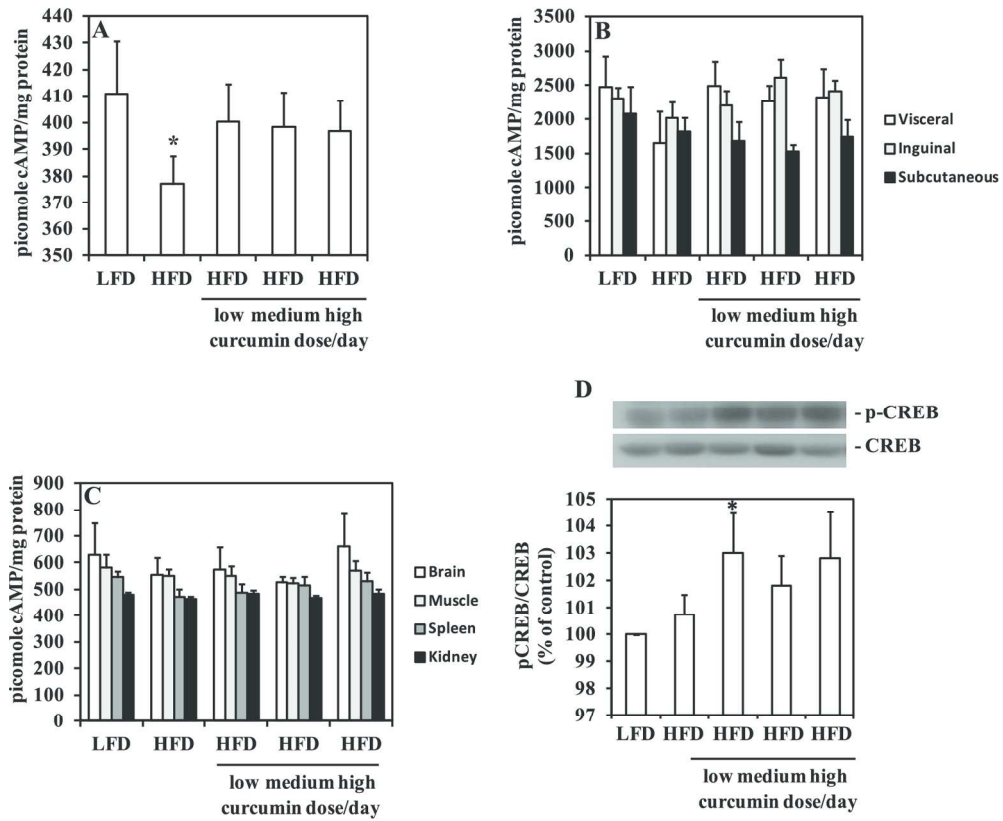 A
picomole cAMP/mg protein
440
430
420
410
400
390
380
370
360
350
*
LFD HFD HFD HFD HFD
low medium high
curcumin dose/day
B
picomole cAMP/mg protein
3500
3000
2500
2000
1500
1000
500
0
LFD HFD HFD HFD HFD
low medium high
curcumin dose/day
Visceral
Inguinal
Subcutaneous
C
picomole cAMP/mg protein
900
800
700
600
500
400
300
200
100
0
LFD HFD HFD HFD HFD
low medium high
curcumin dose/day
Brain
Muscle
Spleen
Kidney
D
- p-CREB
- CREB
pCREB/CREB
(% of control)
105
104
103
102
101
100
99
98
97
*
LFD HFD HFD HFD HFD
low medium high
curcumin dose/day